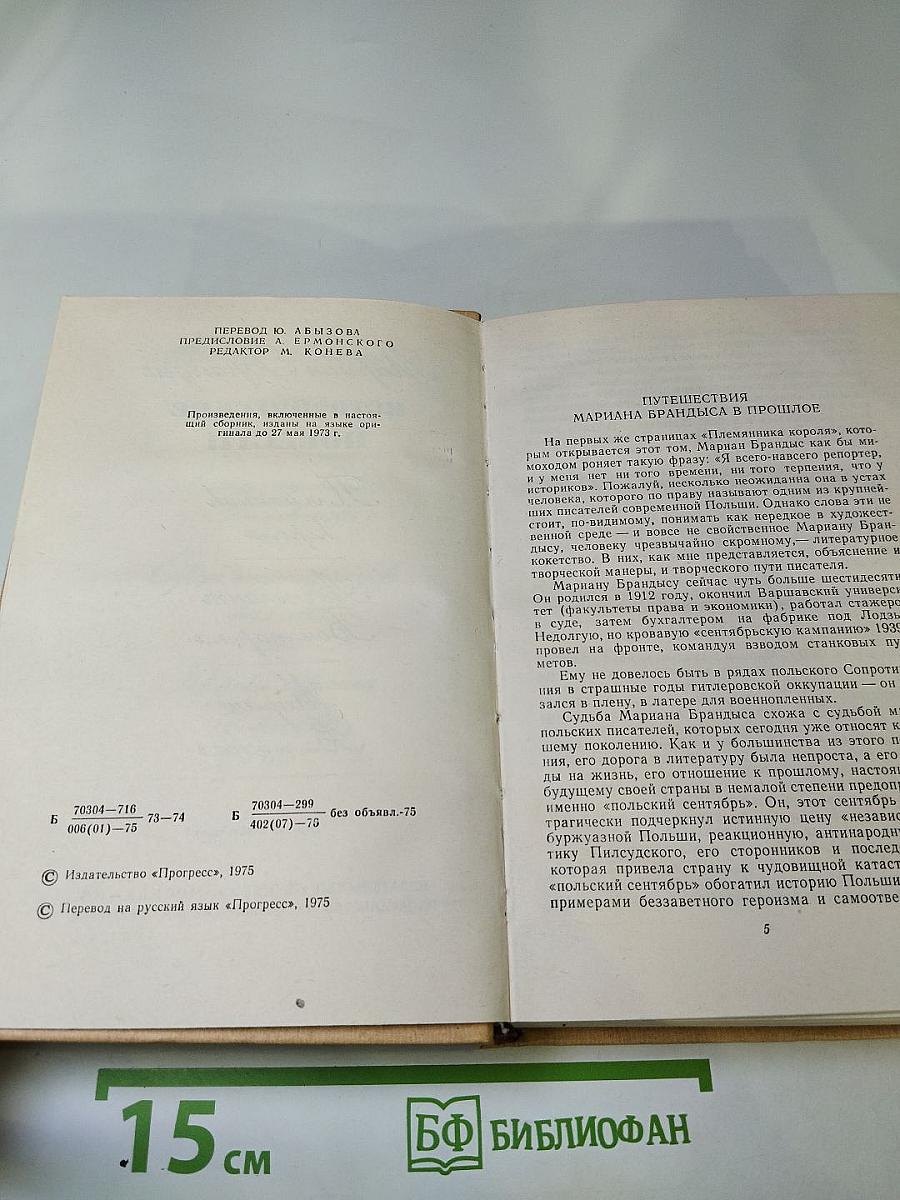 ПЕРЕВОД Ю. АБЫЗОВА
ПРЕДИСЛОВИЕ А. ЕРМОНСКОГО
РЕДАКТОР М. КОНЕВА
Произведения, включенные в настоя-
щий сборник, изданы на языке ори-
гинала до 27 мая 1973 г.
Б 70304—716 / 006(01)—75 73—74
Б 70304—299 / 402(07)—75 без объявл.-75
© Издательство «Прогресс», 1975
© Перевод на русский язык «Прогресс», 1975
ПУТЕШЕСТВИЯ
МАРИАНА БРАНДЫСА В ПРОШЛОЕ
На первых же страницах «Племянника короля», кото-
рым открывается этот том, Мариан Брандыс как бы ми-
моходом роняет такую фразу: «Я всего-навсего репортер,
и у меня нет ни того времени, ни того терпения, что у
историков». Пожалуй, несколько неожиданна она в устах
человека, которого по праву называют одним из крупней-
ших писателей современной Польши. Однако слова эти не
стоит, по-видимому, понимать как нередкое в художест-
венной среде — и вовсе не свойственное Мариану Бран-
дысу, человеку чрезвычайно скромному,— литературное
кокетство. В них, как мне представляется, объяснение и
творческой манеры, и творческого пути писателя.
Мариану Брандысу сейчас чуть больше шестидесяти
Он родился в 1912 году, окончил Варшавский универси
тет (факультеты права и экономики), работал стажеро
в суде, затем бухгалтером на фабрике под Лодзь
Недолгую, но кровавую «сентябрьскую кампанию» 1939
провел на фронте, командуя взводом станковых пу
метов.
Ему не довелось быть в рядах польского Сопроти
ния в страшные годы гитлеровской оккупации — он
зался в плену, в лагере для военнопленных.
Судьба Мариана Брандыса схожа с судьбой м
польских писателей, которых сегодня уже относят к
шему поколению. Как и у большинства из этого п
ния, его дорога в литературу была непроста, а его
ды на жизнь, его отношение к прошлому, настоя
будущему своей страны в немалой степени предопр
именно «польский сентябрь». Он, этот сентябрь
трагически подчеркнул истинную цену «независ
буржуазной Польши, реакционную, антинародну
тику Пилсудского, его сторонников и послед
которая привела страну к чудовищной катаст
«польский сентябрь» обогатил историю Польши
примерами беззаветного героизма и самоотве
5
15 см
БФ БИБЛИОФАН